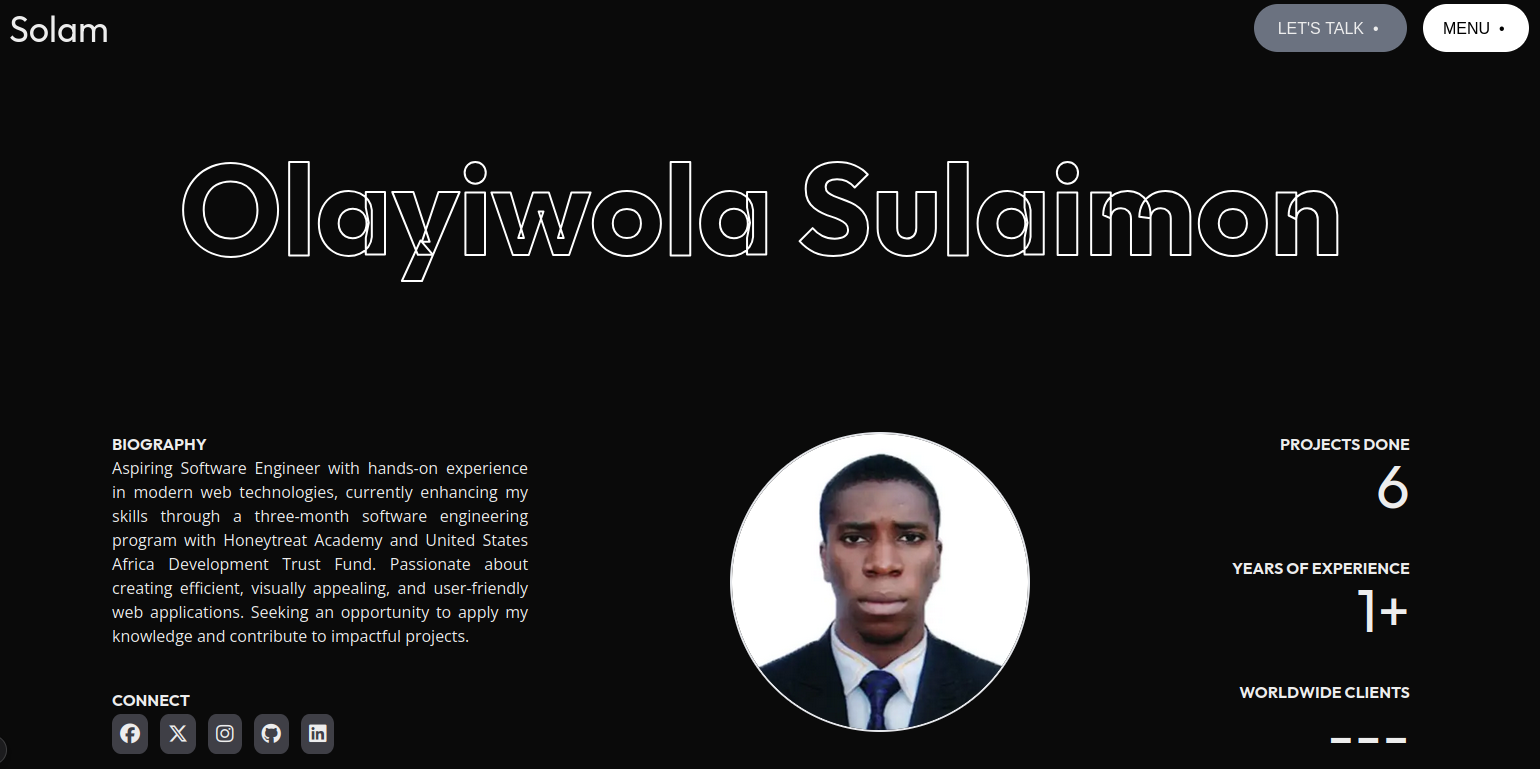 Solam
LET'S TALK •
MENU •
Olayiwola Sulaimon
BIOGRAPHY
Aspiring Software Engineer with hands-on experience
in modern web technologies, currently enhancing my
skills through a three-month software engineering
program with Honeytreat Academy and United States
Africa Development Trust Fund. Passionate about
creating efficient, visually appealing, and user-friendly
web applications. Seeking an opportunity to apply my
knowledge and contribute to impactful projects.
CONNECT
PROJECTS DONE
6
YEARS OF EXPERIENCE
1+
WORLDWIDE CLIENTS
---